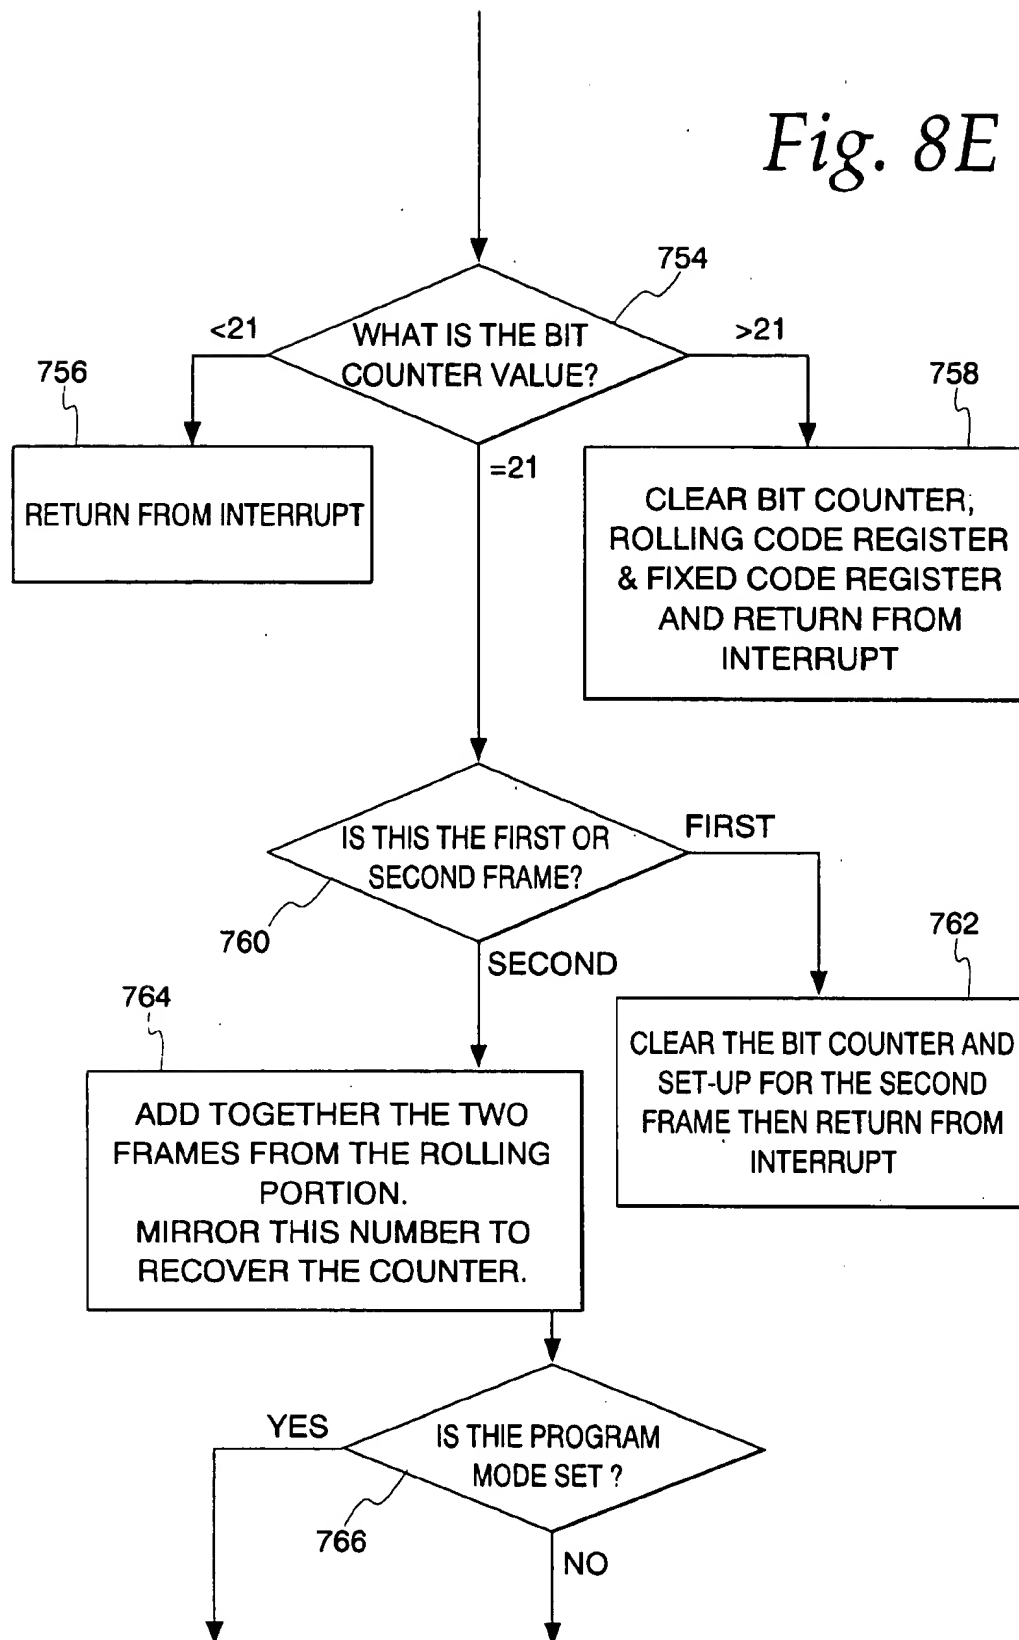 Fig. 8E
754
<21
WHAT IS THE BIT
COUNTER VALUE?
>21
756
758
RETURN FROM INTERRUPT
=21
CLEAR BIT COUNTER,
ROLLING CODE REGISTER
& FIXED CODE REGISTER
AND RETURN FROM
INTERRUPT
IS THIS THE FIRST OR
SECOND FRAME?
FIRST
760
SECOND
762
764
CLEAR THE BIT COUNTER AND
SET-UP FOR THE SECOND
FRAME THEN RETURN FROM
INTERRUPT
ADD TOGETHER THE TWO
FRAMES FROM THE ROLLING
PORTION.
MIRROR THIS NUMBER TO
RECOVER THE COUNTER.
YES
IS THIE PROGRAM
MODE SET ?
766
NO